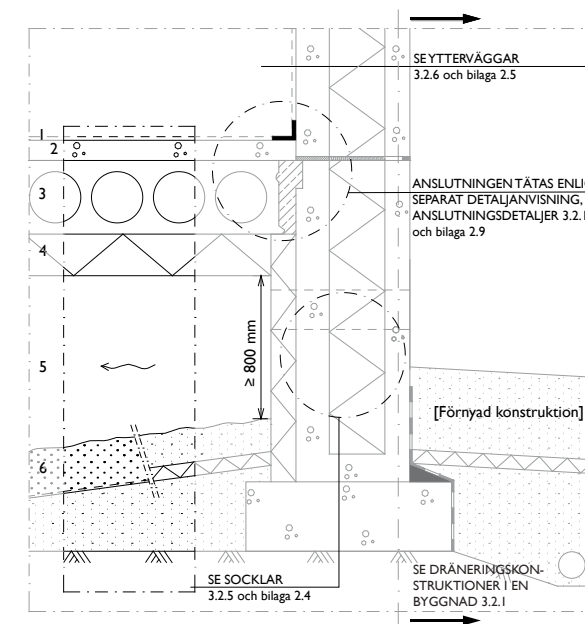 SE YTTERVÄGGAR
3.2.6 och bilaga 2.5
1
2
3
ANSLUTNINGEN TÄTAS ENLI
SEPARAT DETALJANVISNING,
ANSLUTNINGSDETALJER 3.2.1
och bilaga 2.9
4
5
≥ 800 mm
[Förnyad konstruktion]
6
SE SOCKLAR
3.2.5 och bilaga 2.4
SE DRÄNERINGSKON-
STRUKTIONER I EN
BYGGNAD 3.2.1